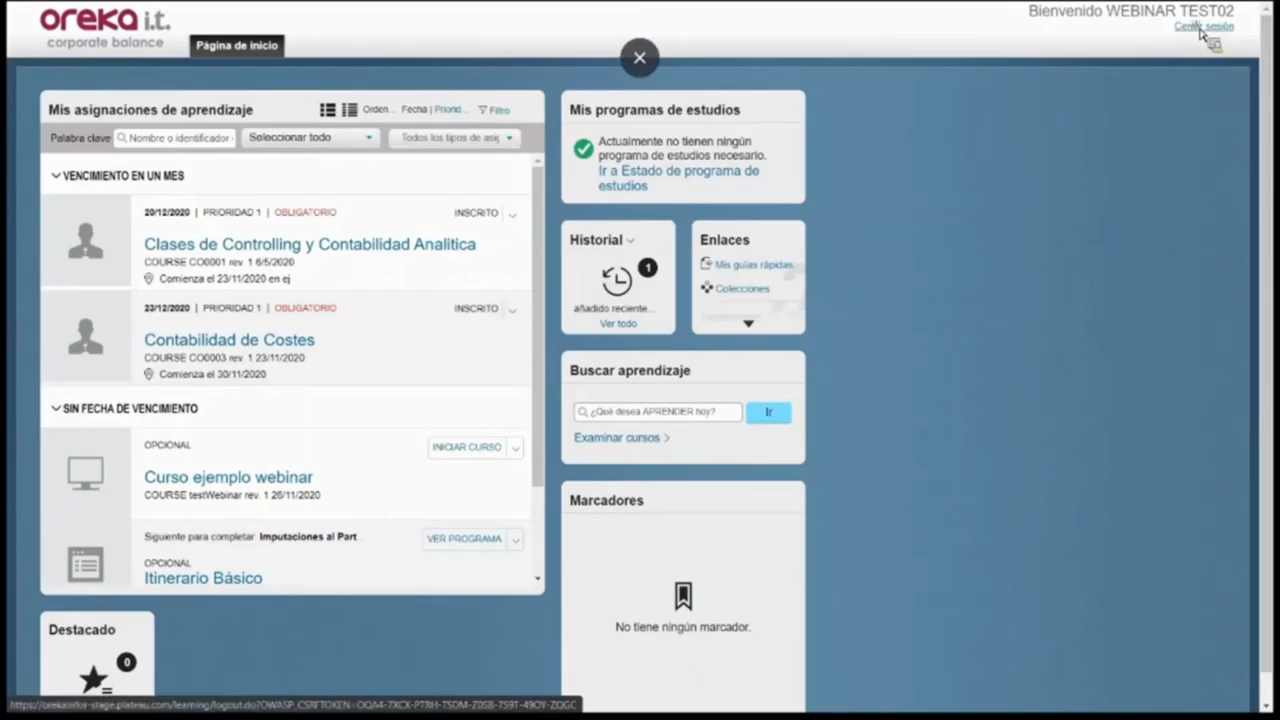 oreka i.t.
corporate balance
Página de inicio
Bienvenido WEBINAR TEST02
Cerrar sesión
Mis asignaciones de aprendizaje
Orden... Fecha | Priorid... Filtro
Palabra clave
Nombre o identificador
Seleccionar todo
Todos los tipos de asig
VENCIMIENTO EN UN MES
20/12/2020 | PRIORIDAD 1 | OBLIGATORIO
INSCRITO
Clases de Controlling y Contabilidad Analitica
COURSE CO0001 rev. 1 6/5/2020
Comienza el 23/11/2020 en ej
23/12/2020 | PRIORIDAD 1 | OBLIGATORIO
INSCRITO
Contabilidad de Costes
COURSE CO0003 rev. 1 23/11/2020
Comienza el 30/11/2020
SIN FECHA DE VENCIMIENTO
OPCIONAL
INICIAR CURSO
Curso ejemplo webinar
COURSE testWebinar rev. 1 26/11/2020
Siguiente para completar: Imputaciones al Part
VER PROGRAMA
OPCIONAL
Itinerario Básico
Destacado
0
Mis programas de estudios
Actualmente no tienen ningún
programa de estudios necesario.
Ir a Estado de programa de
estudios
Historial
1
añadido reciente...
Ver todo
Enlaces
Mis guías rápidas
Colecciones
Buscar aprendizaje
¿Qué desea APRENDER hoy?
Ir
Examinar cursos
Marcadores
No tiene ningún marcador.